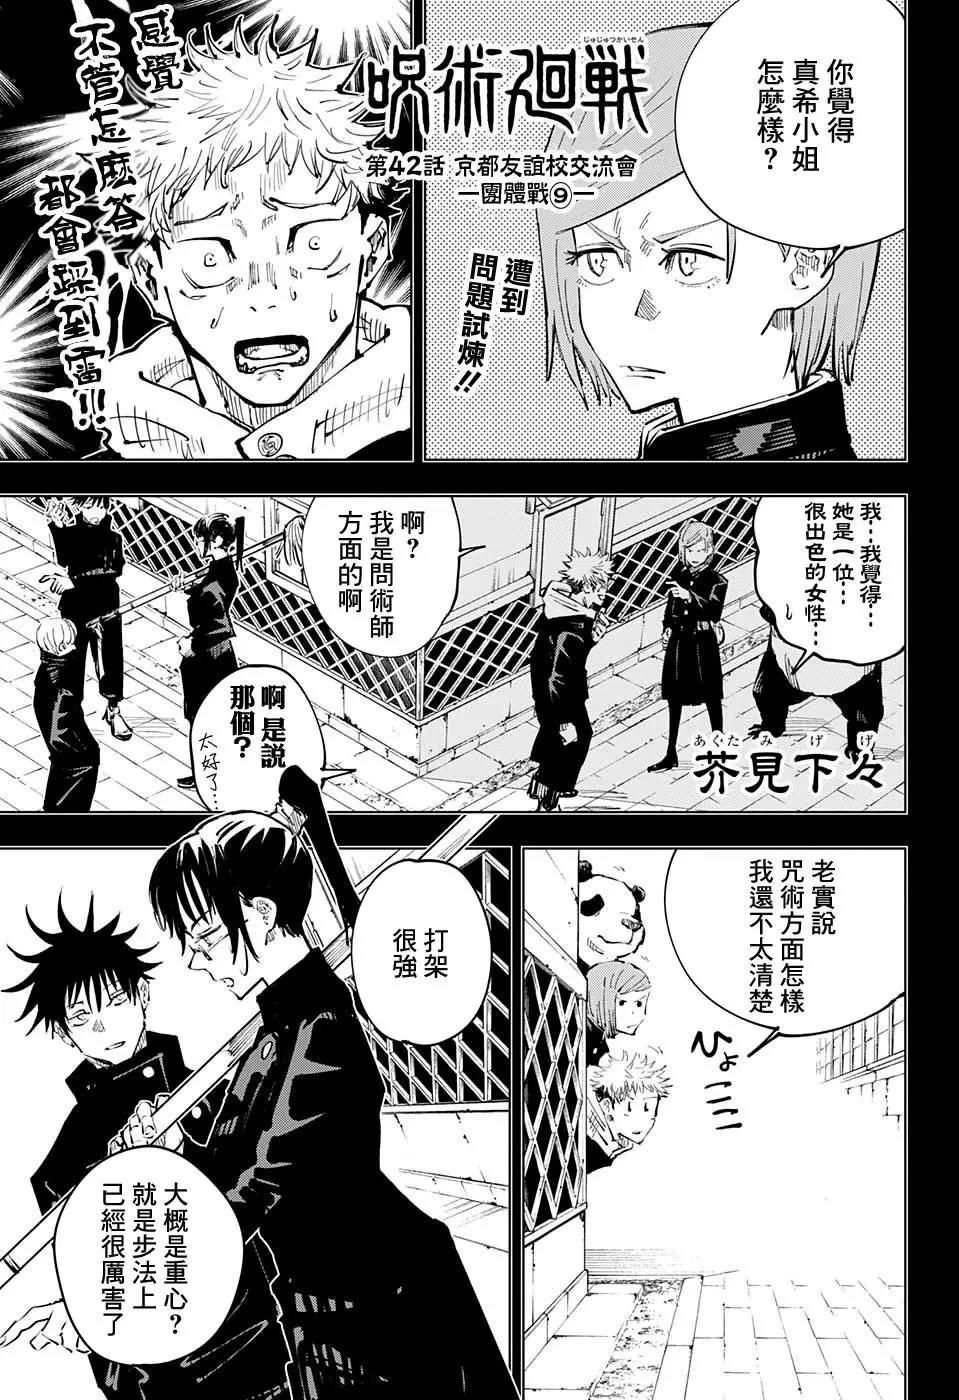 你覺得
真希小姐
怎麼樣?
じゅじゅつかいせん
呪術廻戰
第42話 京都友誼校交流會
—團體戰⑨—
遭到
問題試煉!!
感覺
不管怎麼答
都會踩到雷!!
我…我覺得…
她是一位…
很出色的女性…
啊?
我是問術師
方面的啊
啊 是說
那個?
太好了…
あくたみげげ
芥見下々
老實說
咒術方面怎樣
我還不太清楚
ひょこ
打架
很強
大概是重心?
就是步法上
已經很厲害了